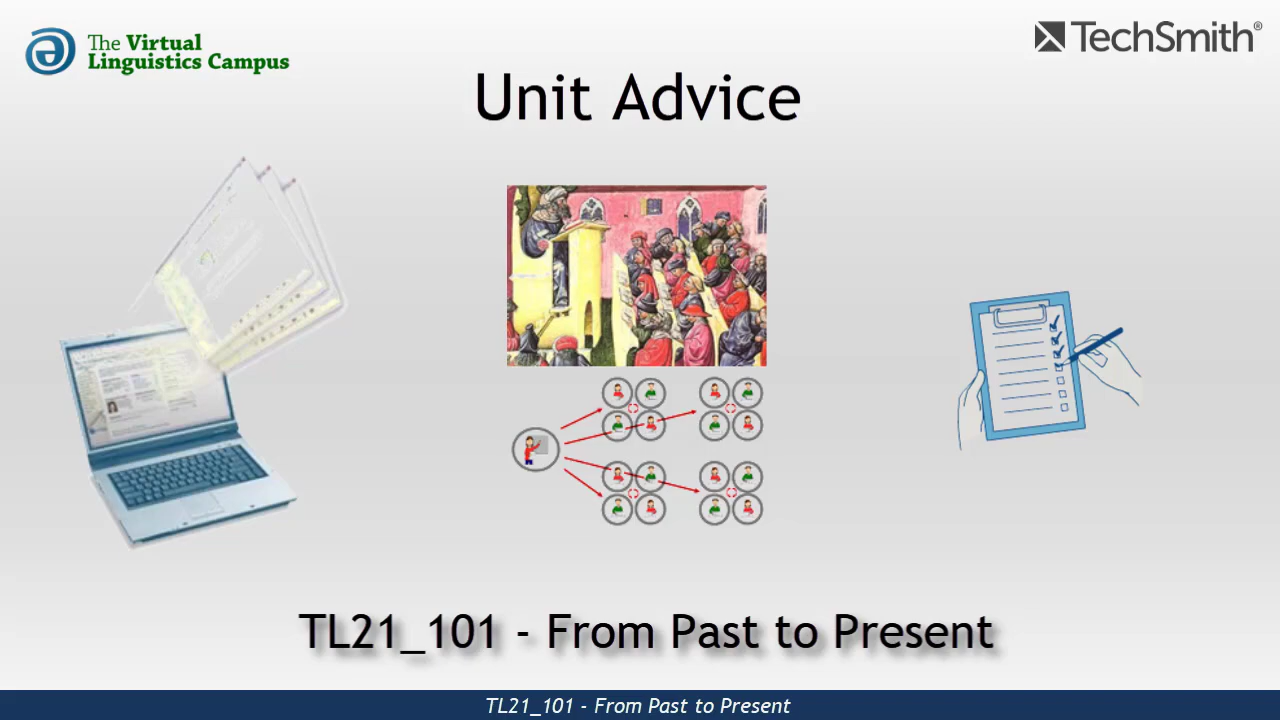 The Virtual
Linguistics Campus
TechSmith®
Unit Advice
TL21_101 - From Past to Present
TL21_101 - From Past to Present